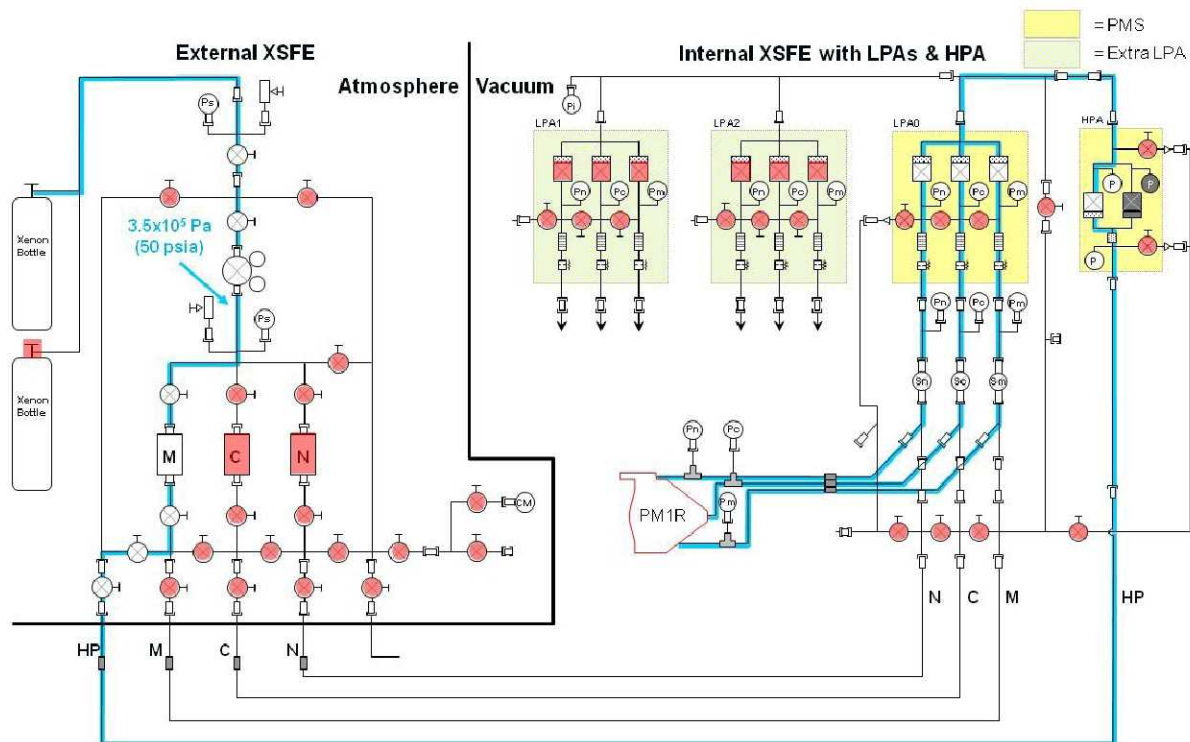 External XSFE
Atmosphere
Vacuum
Internal XSFE with LPAs & HPA
= PMS
= Extra LPA
Ps
Pi
LPA1
LPA2
LPA0
HPA
Pn
Pc
Pm
Pn
Pc
Pm
Pn
Pc
Pm
P
P
P
3.5x10⁵ Pa
(50 psia)
Xenon
Bottle
Ps
Pn
Pc
Pm
Xenon
Bottle
Sn
Sc
Sm
M
C
N
Pn
Pc
Pm
PM1R
CM
N
C
M
HP
HP
M
C
N